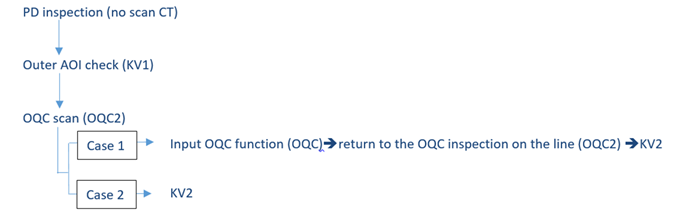 PD inspection (no scan CT)
Outer AOI check (KV1)
OQC scan (OQC2)
Case 1 Input OQC function (OQC)➔return to the OQC inspection on the line (OQC2) ➔KV2
Case 2 KV2